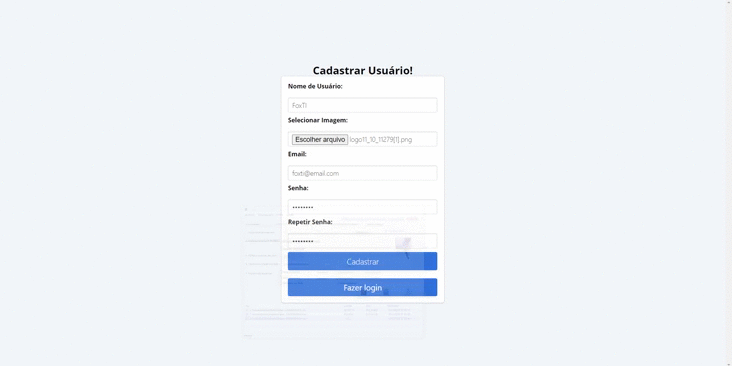 Cadastrar Usuário!
Nome de Usuário:
FoxTI
Selecionar Imagem:
Escolher arquivo logo11_10_11279[1].png
Email:
foxti@email.com
Senha:
••••••••
Repetir Senha:
••••••••
Cadastrar
Fazer login